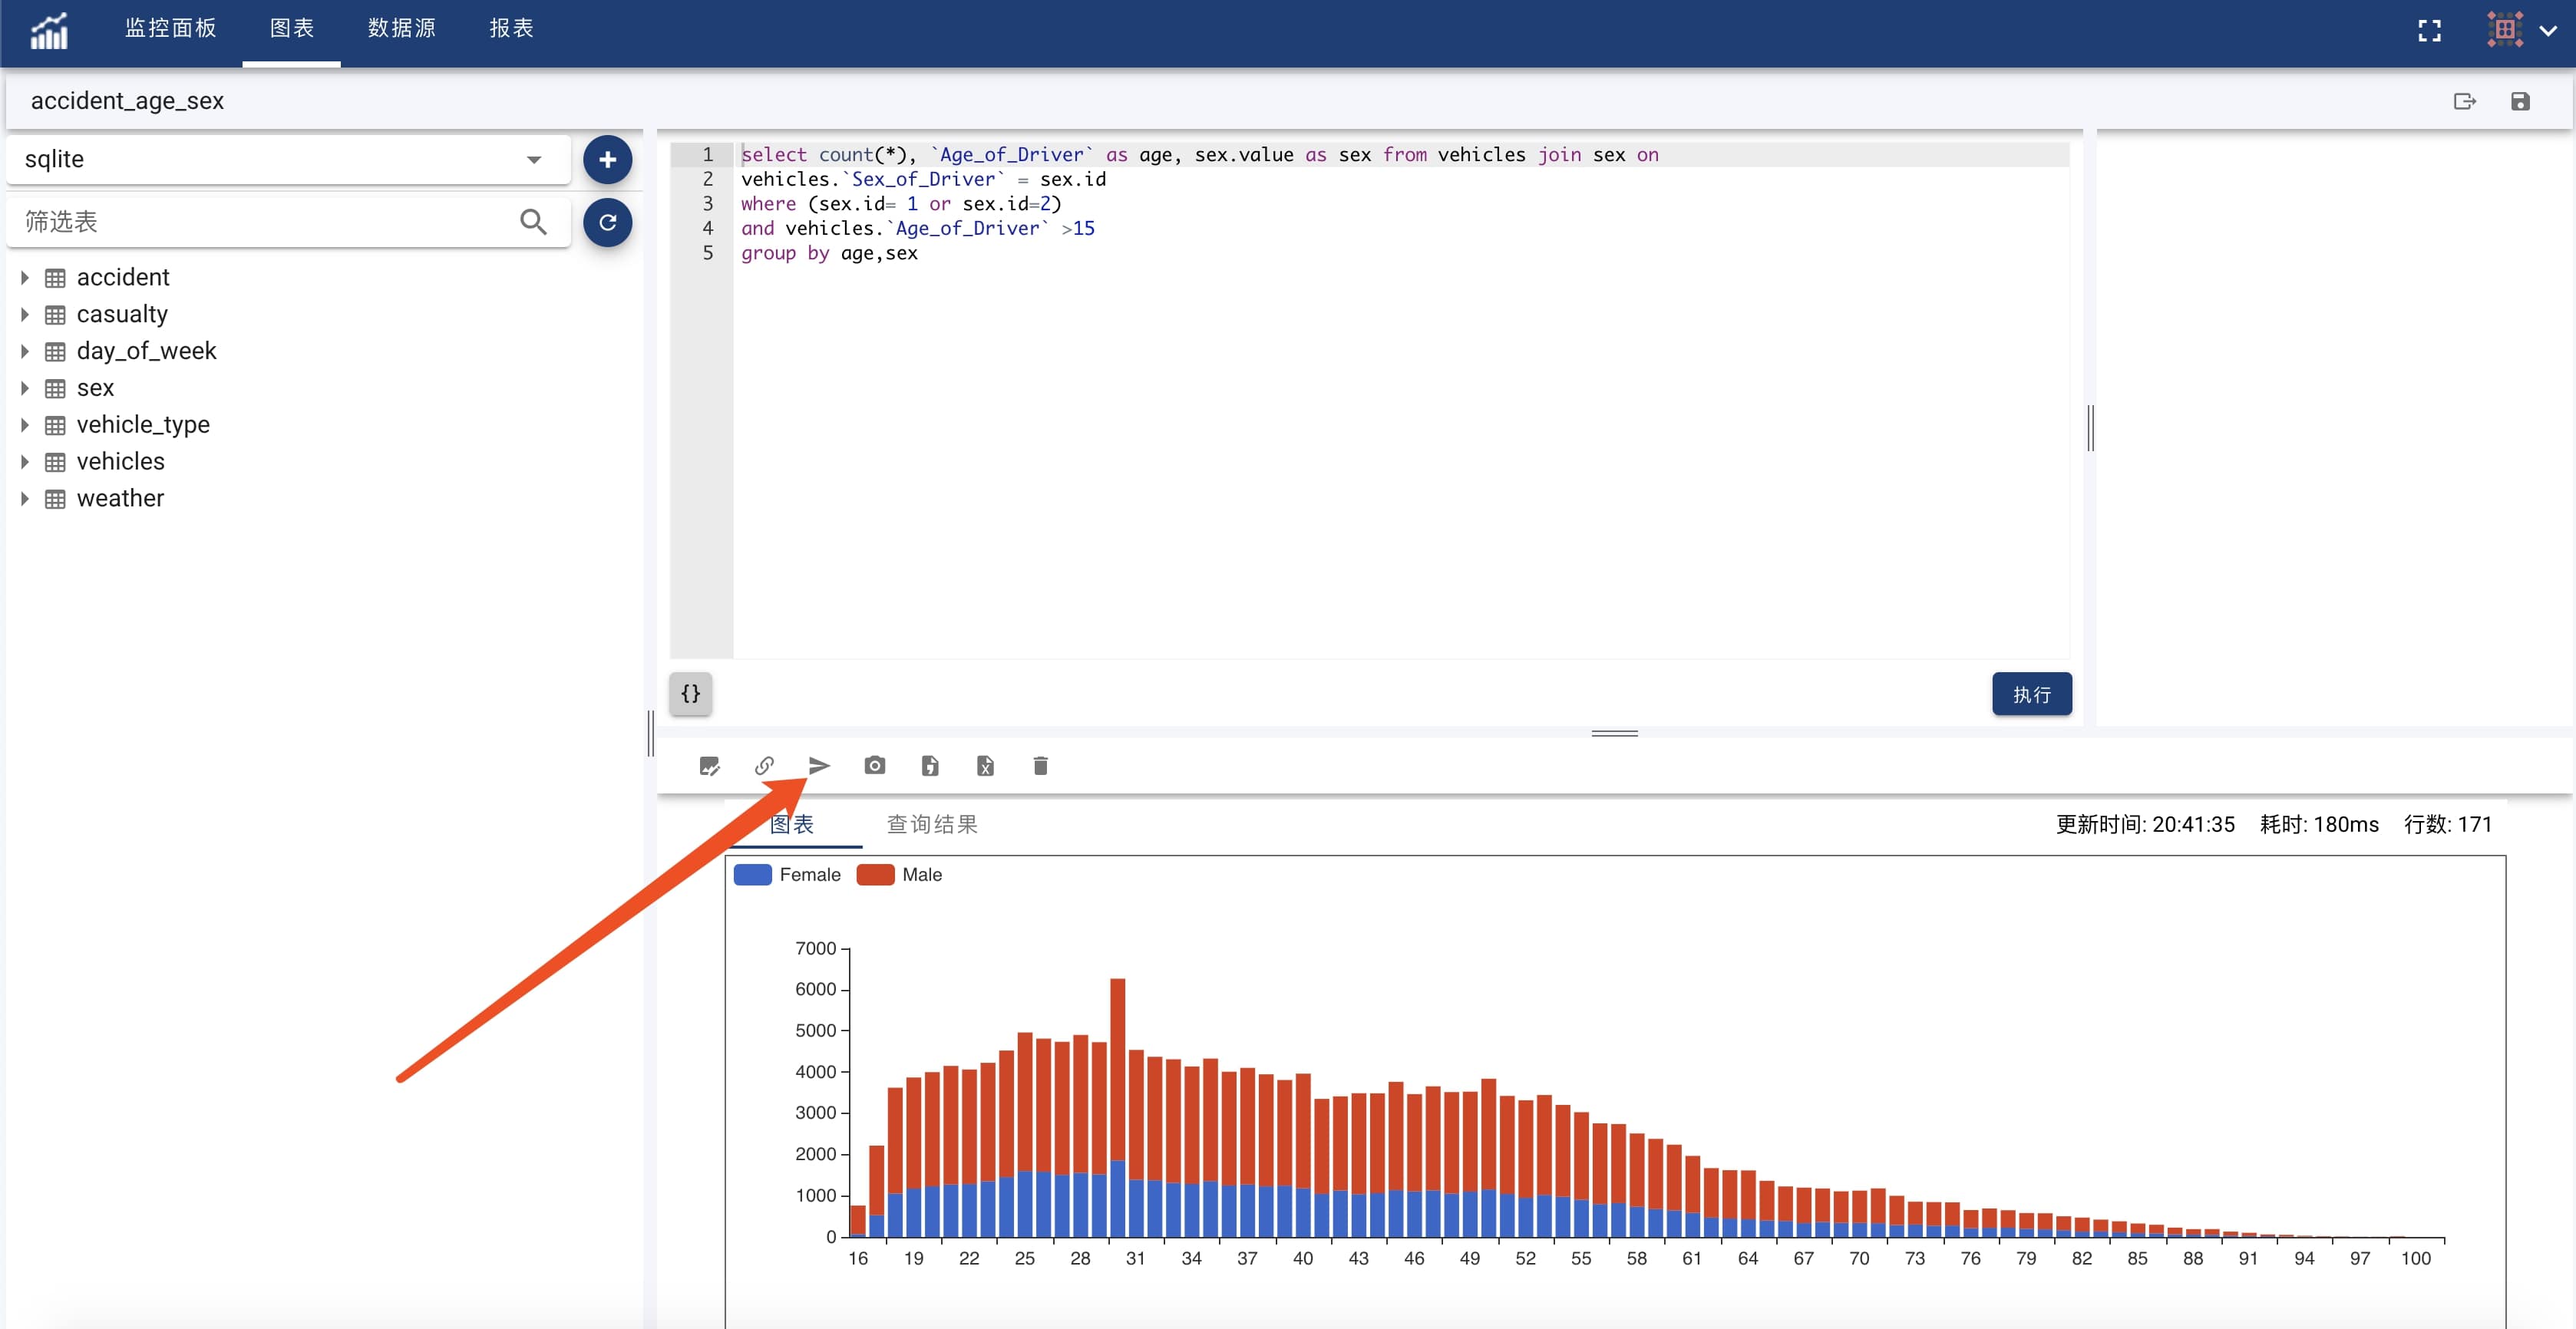 监控面板 图表 数据源 报表
accident_age_sex
sqlite
筛选表
accident
casualty
day_of_week
sex
vehicle_type
vehicles
weather
1 select count(*), `Age_of_Driver` as age, sex.value as sex from vehicles join sex on
2 vehicles.`Sex_of_Driver` = sex.id
3 where (sex.id= 1 or sex.id=2)
4 and vehicles.`Age_of_Driver` >15
5 group by age,sex
{}
执行
图表 查询结果 更新时间: 20:41:35 耗时: 180ms 行数: 171
Female Male
7000
6000
5000
4000
3000
2000
1000
0
16 19 22 25 28 31 34 37 40 43 46 49 52 55 58 61 64 67 70 73 76 79 82 85 88 91 94 97 100